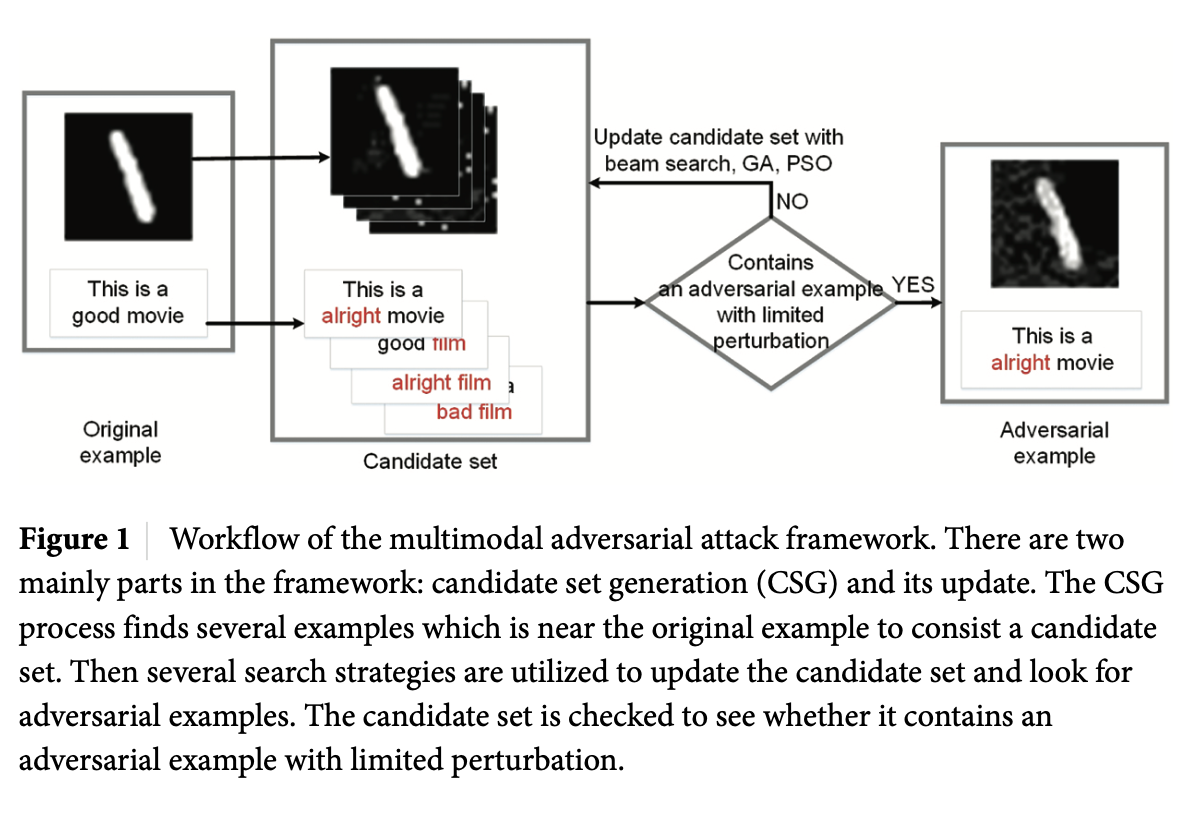 This is a
good movie
Original
example
This is a
alright movie
good film
alright film a
bad film
Candidate set
Update candidate set with
beam search, GA, PSO
NO
Contains
an adversarial example
with limited
perturbation
YES
This is a
alright movie
Adversarial
example
Figure 1 Workflow of the multimodal adversarial attack framework. There are two
mainly parts in the framework: candidate set generation (CSG) and its update. The CSG
process finds several examples which is near the original example to consist a candidate
set. Then several search strategies are utilized to update the candidate set and look for
adversarial examples. The candidate set is checked to see whether it contains an
adversarial example with limited perturbation.